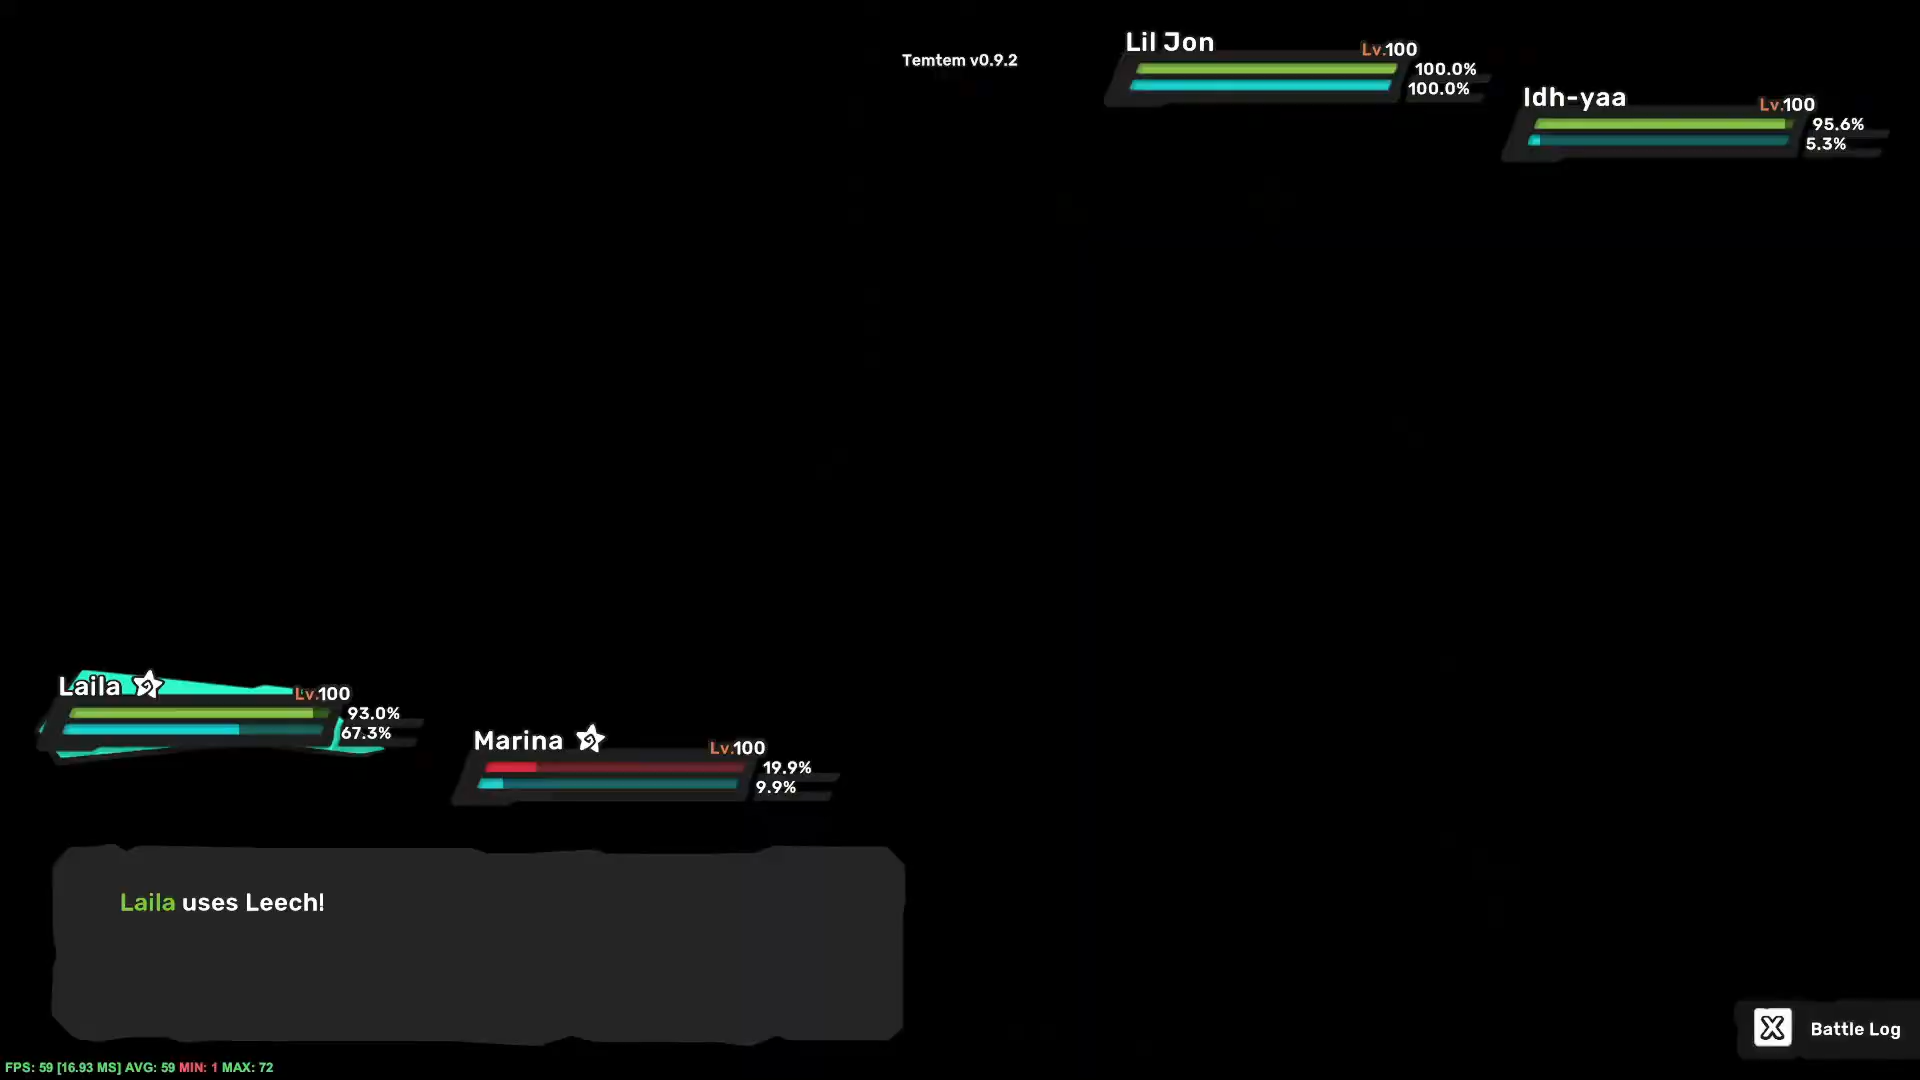 Temtem v0.9.2
Lil Jon
Lv.100
100.0%
100.0%
Idh-yaa
Lv.100
95.6%
5.3%
Laila
Lv.100
93.0%
67.3%
Marina
Lv.100
19.9%
9.9%
Laila uses Leech!
X Battle Log
FPS: 59 [16.93 MS] AVG: 59 MIN: 1 MAX: 72